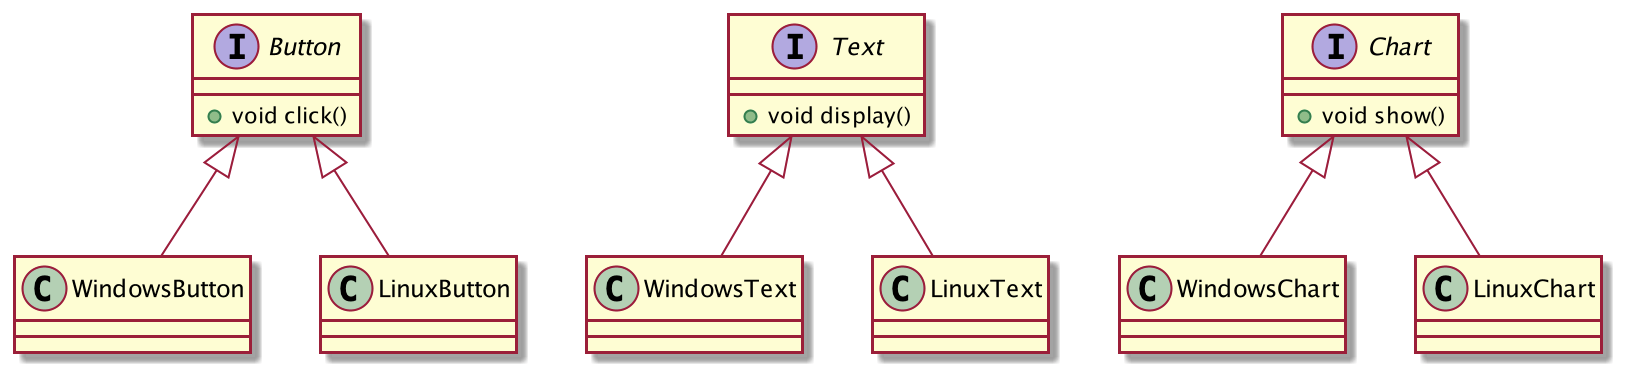 I Button
void click()
I Text
void display()
I Chart
void show()
C WindowsButton
C LinuxButton
C WindowsText
C LinuxText
C WindowsChart
C LinuxChart